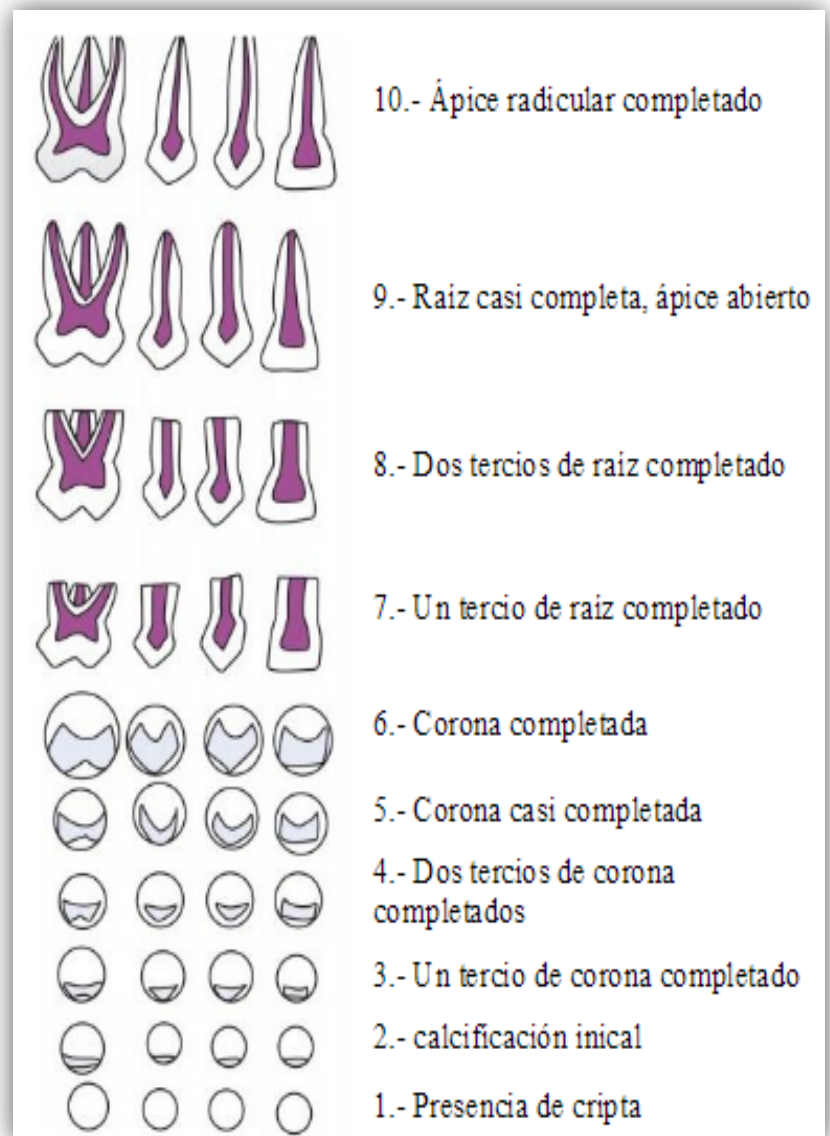 10.- Ápice radicular completado
9.- Raiz casi completa, ápice abierto
8.- Dos tercios de raiz completado
7.- Un tercio de raiz completado
6.- Corona completada
5.- Corona casi completada
4.- Dos tercios de corona
completados
3.- Un tercio de corona completado
2.- calcificación inical
1.- Presencia de cripta